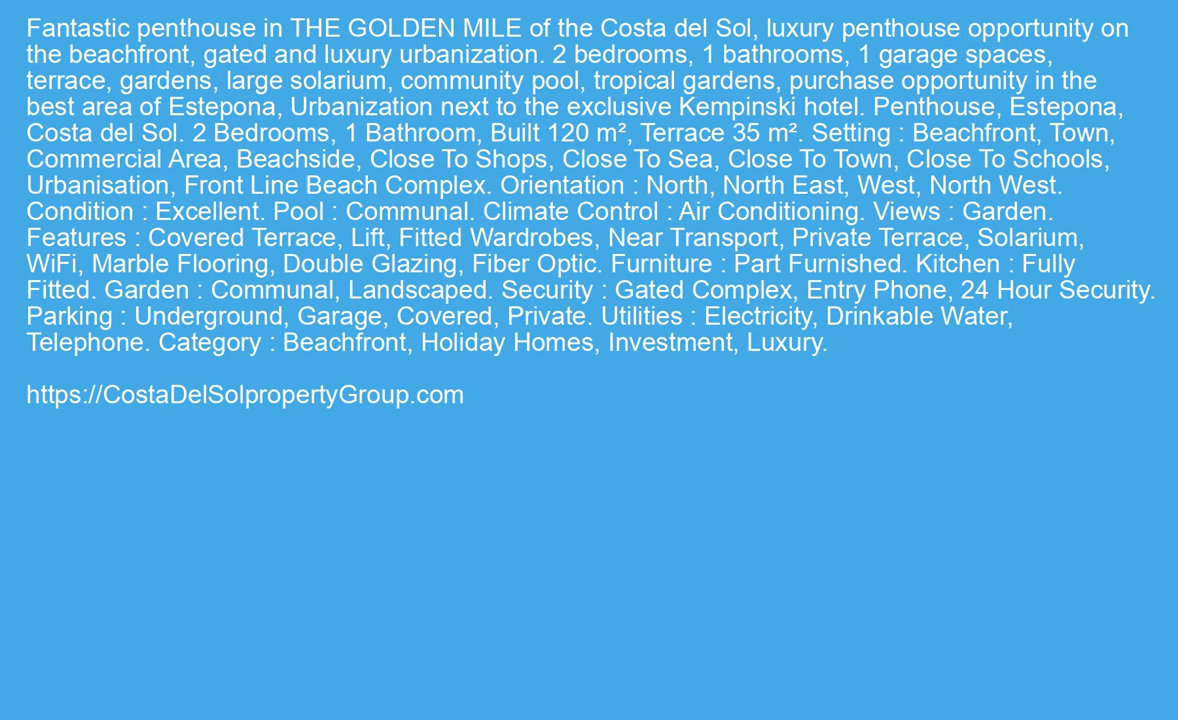 Fantastic penthouse in THE GOLDEN MILE of the Costa del Sol, luxury penthouse opportunity on
the beachfront, gated and luxury urbanization. 2 bedrooms, 1 bathrooms, 1 garage spaces,
terrace, gardens, large solarium, community pool, tropical gardens, purchase opportunity in the
best area of Estepona, Urbanization next to the exclusive Kempinski hotel. Penthouse, Estepona,
Costa del Sol. 2 Bedrooms, 1 Bathroom, Built 120 m², Terrace 35 m². Setting : Beachfront, Town,
Commercial Area, Beachside, Close To Shops, Close To Sea, Close To Town, Close To Schools,
Urbanisation, Front Line Beach Complex. Orientation : North, North East, West, North West.
Condition : Excellent. Pool : Communal. Climate Control : Air Conditioning. Views : Garden.
Features : Covered Terrace, Lift, Fitted Wardrobes, Near Transport, Private Terrace, Solarium,
WiFi, Marble Flooring, Double Glazing, Fiber Optic. Furniture : Part Furnished. Kitchen : Fully
Fitted. Garden : Communal, Landscaped. Security : Gated Complex, Entry Phone, 24 Hour Security.
Parking : Underground, Garage, Covered, Private. Utilities : Electricity, Drinkable Water,
Telephone. Category : Beachfront, Holiday Homes, Investment, Luxury.
https://CostaDelSolpropertyGroup.com